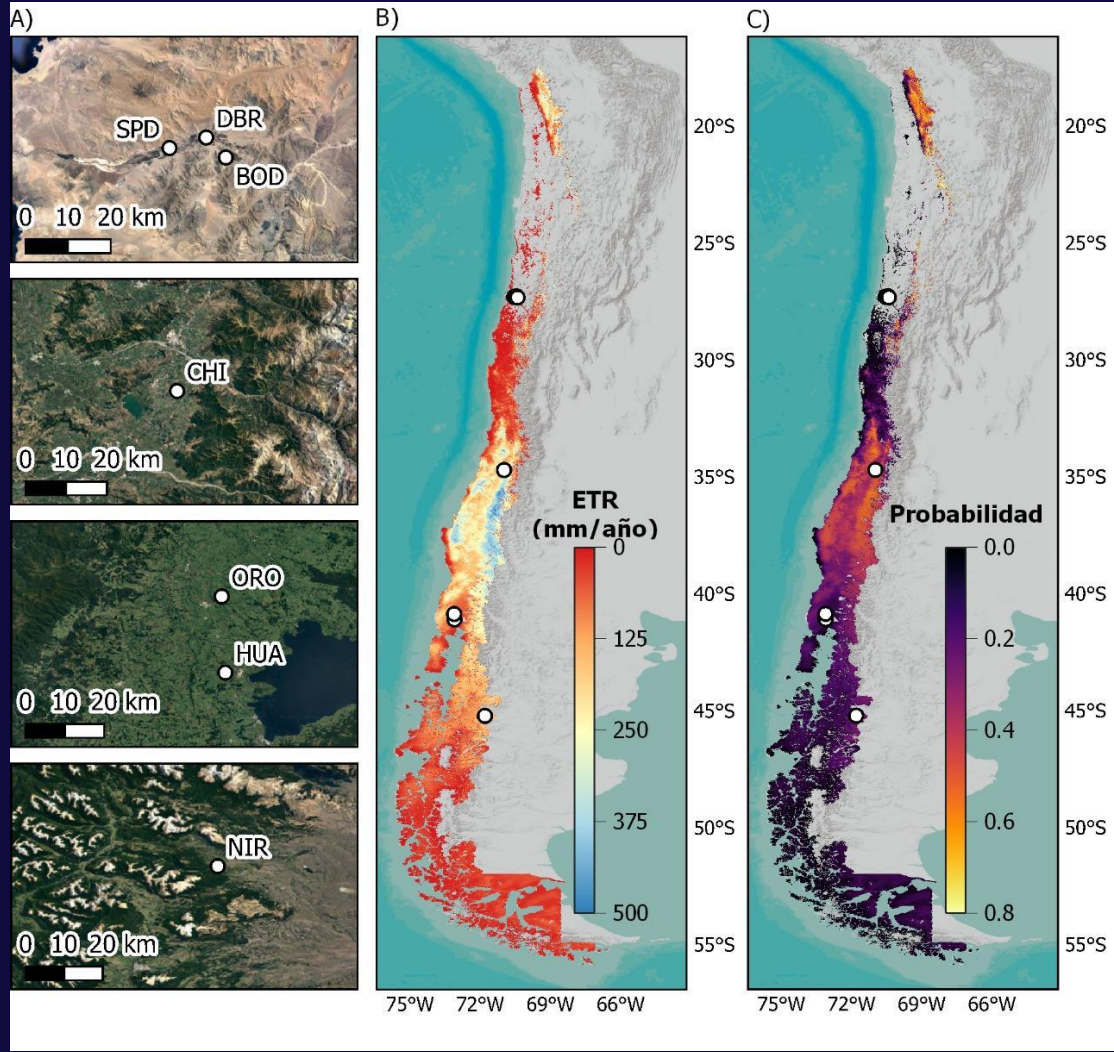 A)
SPD
DBR
BOD
0 10 20 km
CHI
0 10 20 km
ORO
HUA
0 10 20 km
NIR
0 10 20 km
B)
20°S
25°S
30°S
35°S
40°S
45°S
50°S
55°S
ETR
(mm/año)
0
125
250
375
500
75°W 72°W 69°W 66°W
C)
20°S
25°S
30°S
35°S
40°S
45°S
50°S
55°S
Probabilidad
0.0
0.2
0.4
0.6
0.8
75°W 72°W 69°W 66°W